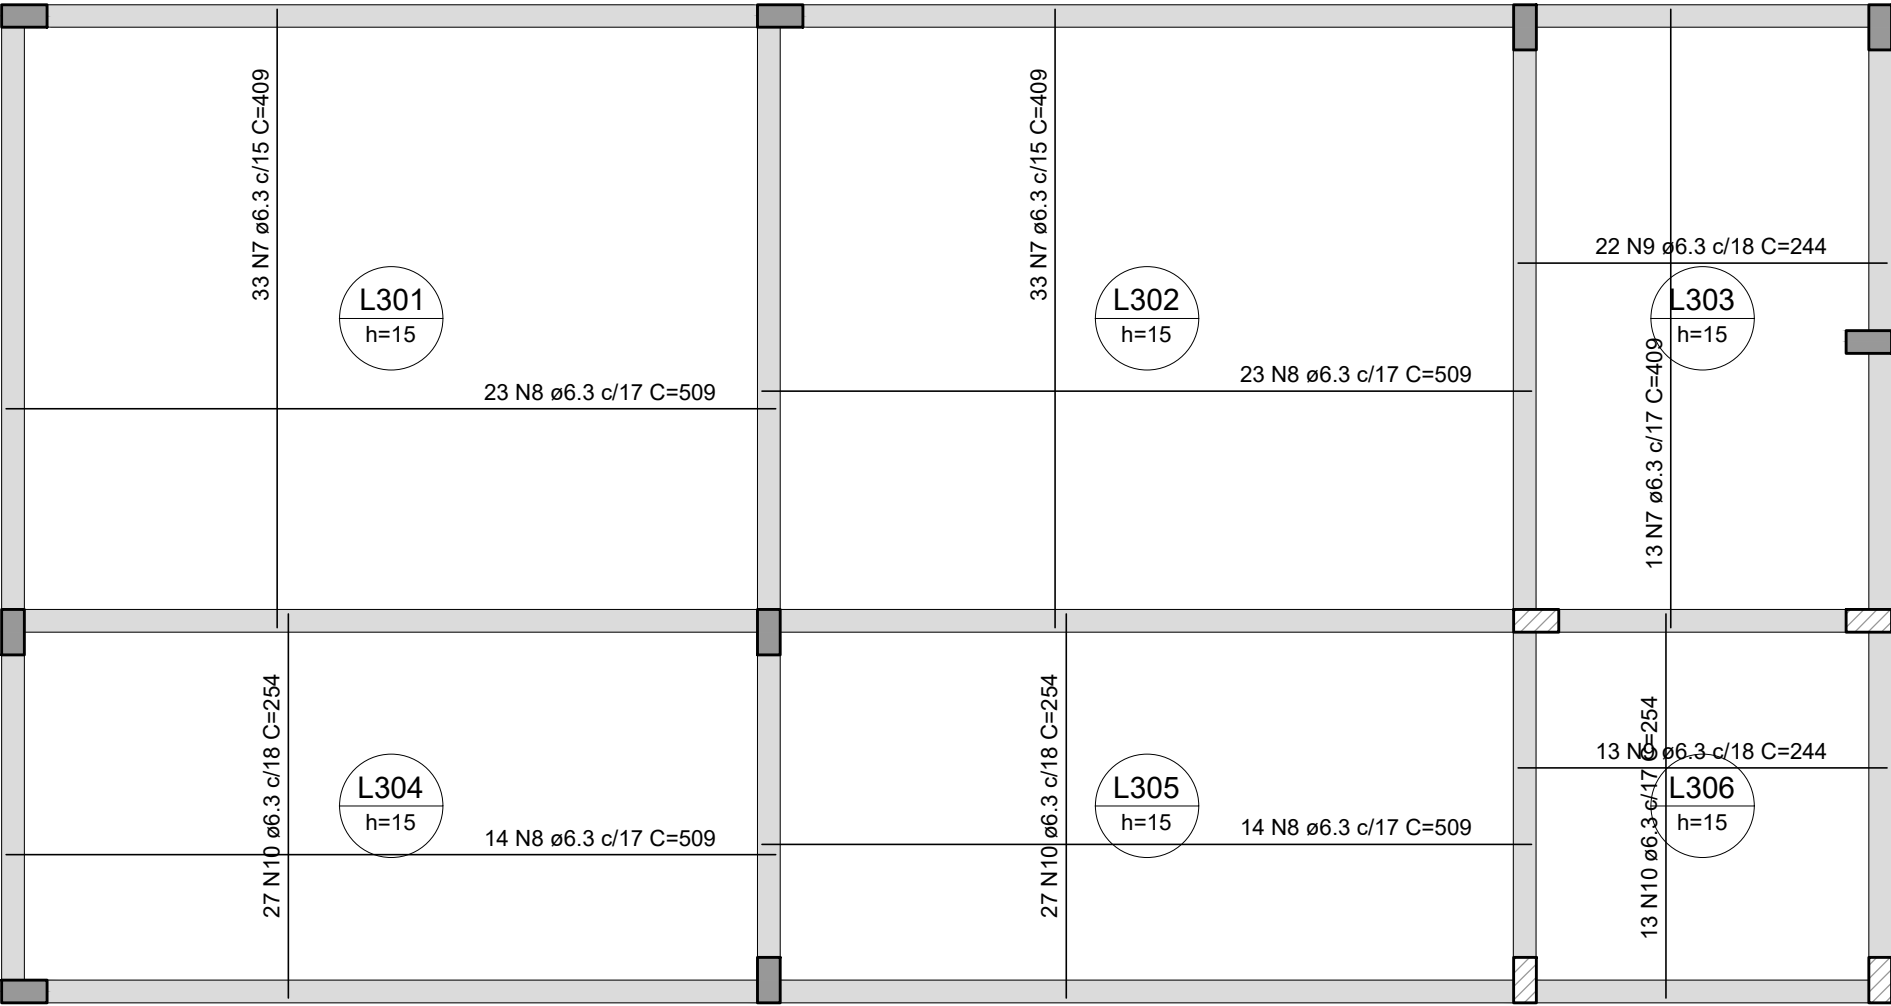 33 N7 ø6.3 c/15 C=409
L301
h=15
23 N8 ø6.3 c/17 C=509
33 N7 ø6.3 c/15 C=409
L302
h=15
23 N8 ø6.3 c/17 C=509
22 N9 ø6.3 c/18 C=244
L303
h=15
13 N7 ø6.3 c/17 C=409
27 N10 ø6.3 c/18 C=254
L304
h=15
14 N8 ø6.3 c/17 C=509
27 N10 ø6.3 c/18 C=254
L305
h=15
14 N8 ø6.3 c/17 C=509
13 N10 ø6.3 c/17 C=254
13 N9 ø6.3 c/18 C=244
L306
h=15